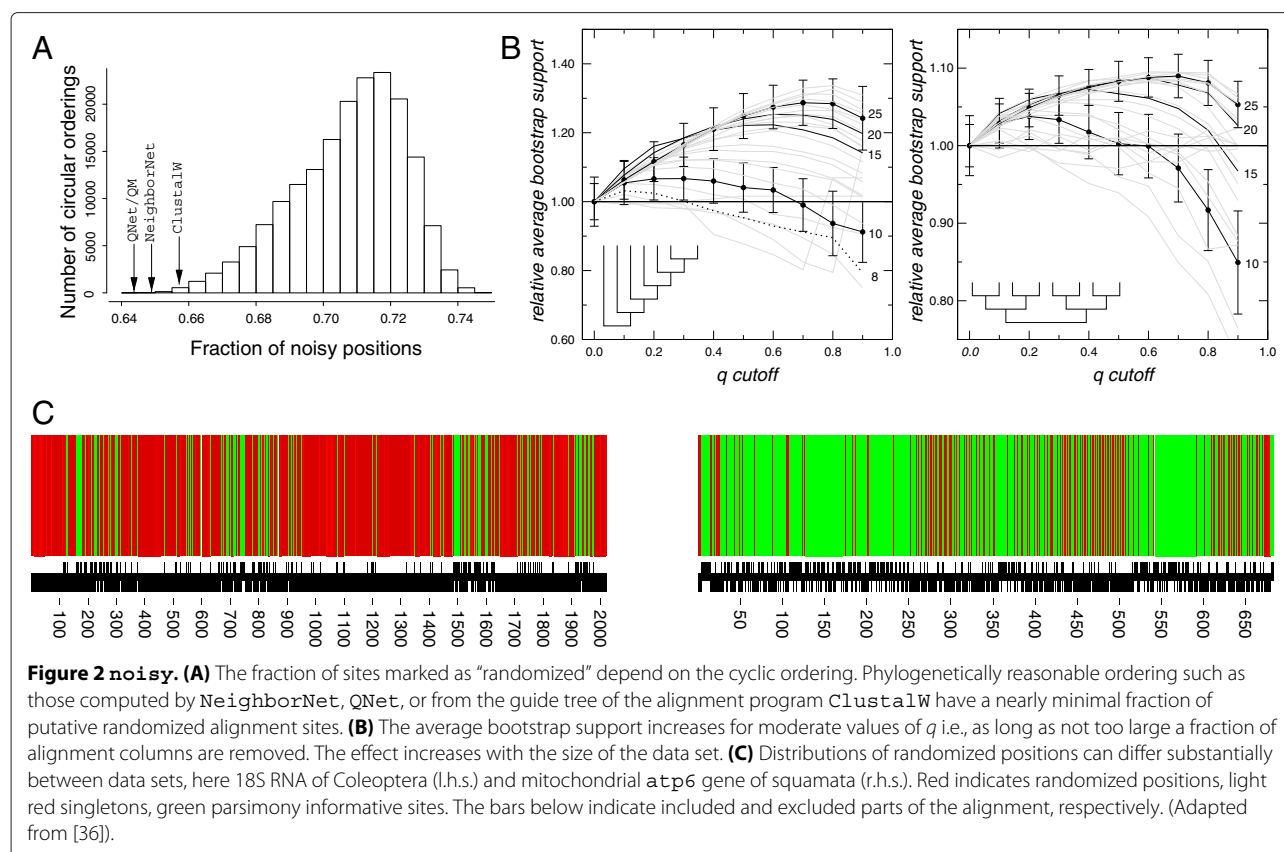 A
Number of circular orderings
0
5000
10000
15000
20000
QNet/QM
NeighborNet
ClustalW
0.64 0.66 0.68 0.70 0.72 0.74
Fraction of noisy positions
B
relative average bootstrap support
1.40
1.20
1.00
0.80
0.60
25
20
15
10
8
0.0 0.2 0.4 0.6 0.8 1.0
q cutoff
relative average bootstrap support
1.10
1.00
0.90
0.80
25
20
15
10
0.0 0.2 0.4 0.6 0.8 1.0
q cutoff
C
100 200 300 400 500 600 700 800 900 1000 1100 1200 1300 1400 1500 1600 1700 1800 1900 2000
50 100 150 200 250 300 350 400 450 500 550 600 650
Figure 2 noisy. (A) The fraction of sites marked as “randomized” depend on the cyclic ordering. Phylogenetically reasonable ordering such as
those computed by NeighborNet, QNet, or from the guide tree of the alignment program ClustalW have a nearly minimal fraction of
putative randomized alignment sites. (B) The average bootstrap support increases for moderate values of q i.e., as long as not too large a fraction of
alignment columns are removed. The effect increases with the size of the data set. (C) Distributions of randomized positions can differ substantially
between data sets, here 18S RNA of Coleoptera (l.h.s.) and mitochondrial atp6 gene of squamata (r.h.s.). Red indicates randomized positions, light
red singletons, green parsimony informative sites. The bars below indicate included and excluded parts of the alignment, respectively. (Adapted
from [36]).